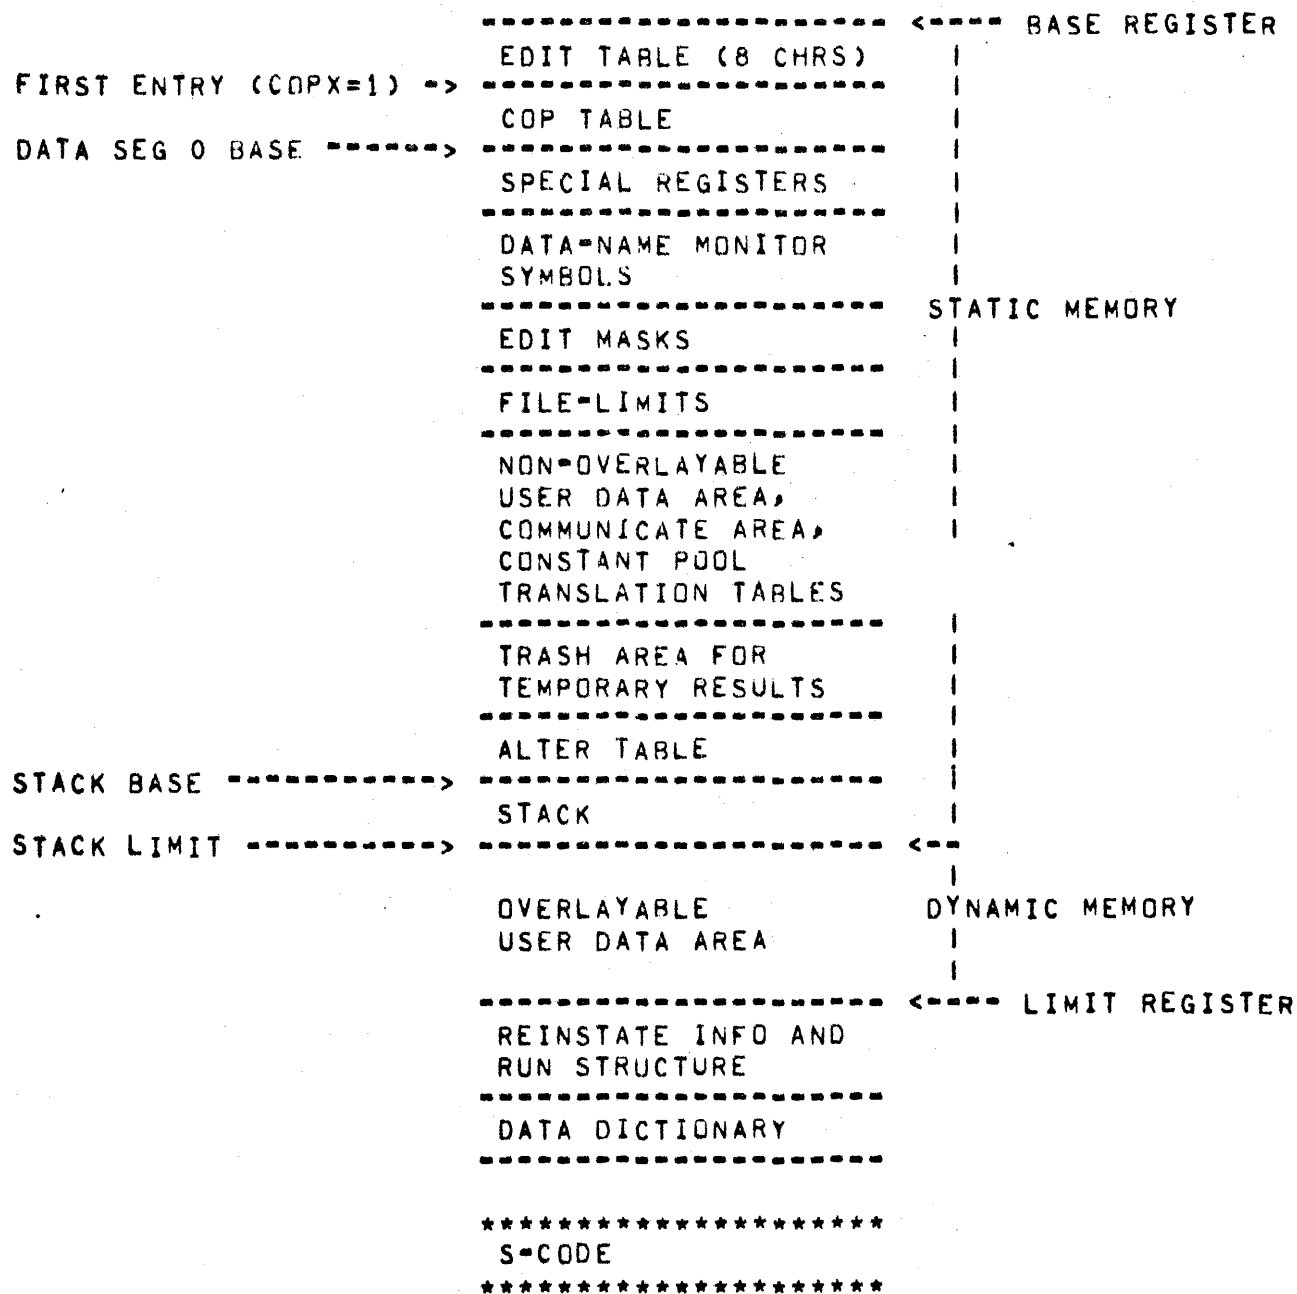 --------------------- <---- BASE REGISTER
EDIT TABLE (8 CHRS) |
FIRST ENTRY (COPX=1) -> --------------------- |
COP TABLE |
DATA SEG 0 BASE ------> --------------------- |
SPECIAL REGISTERS |
--------------------- |
DATA-NAME MONITOR |
SYMBOLS |
--------------------- STATIC MEMORY
EDIT MASKS |
--------------------- |
FILE-LIMITS |
--------------------- |
NON-OVERLAYABLE |
USER DATA AREA, |
COMMUNICATE AREA, |
CONSTANT POOL
TRANSLATION TABLES
--------------------- |
TRASH AREA FOR |
TEMPORARY RESULTS |
--------------------- |
ALTER TABLE |
STACK BASE -----------> --------------------- |
STACK |
STACK LIMIT ----------> --------------------- <--
|
OVERLAYABLE DYNAMIC MEMORY
USER DATA AREA |
|
--------------------- <---- LIMIT REGISTER
REINSTATE INFO AND
RUN STRUCTURE
---------------------
DATA DICTIONARY
---------------------
*********************
S-CODE
*********************